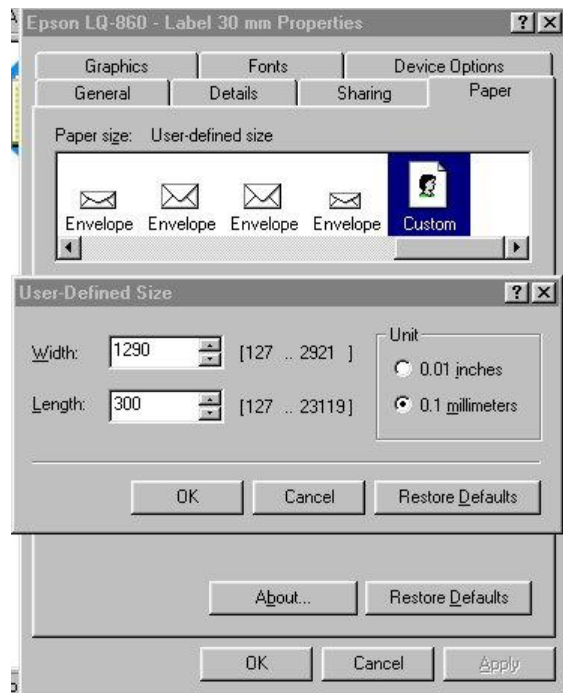 Epson LQ-860 - Label 30 mm Properties
Graphics Fonts Device Options
General Details Sharing Paper
Paper size: User-defined size
Envelope Envelope Envelope Envelope Custom
User-Defined Size
Width: 1290 [127 .. 2921 ]
Length: 300 [127 .. 23119]
Unit
0.01 inches
0.1 millimeters
OK Cancel Restore Defaults
About... Restore Defaults
OK Cancel Apply